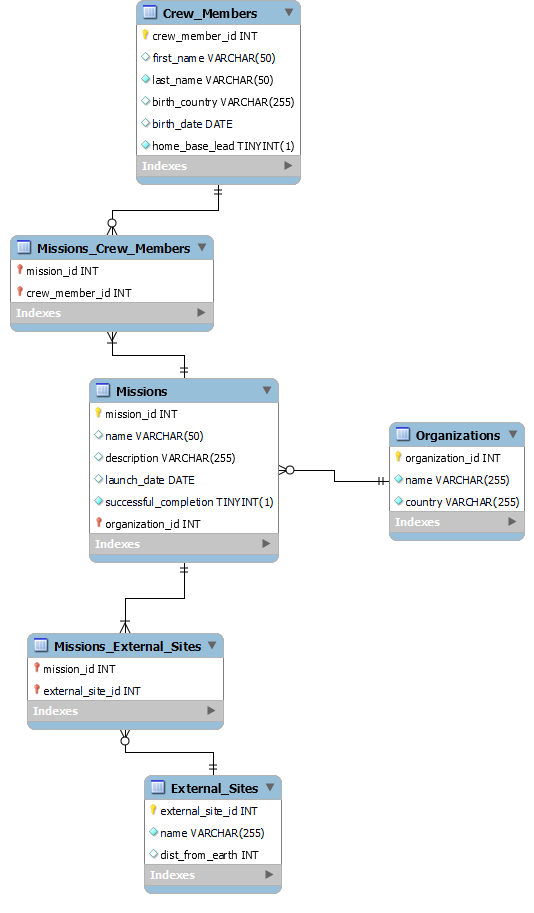 Crew_Members
crew_member_id INT
first_name VARCHAR(50)
last_name VARCHAR(50)
birth_country VARCHAR(255)
birth_date DATE
home_base_lead TINYINT(1)
Indexes
Missions_Crew_Members
mission_id INT
crew_member_id INT
Indexes
Missions
mission_id INT
name VARCHAR(50)
description VARCHAR(255)
launch_date DATE
successful_completion TINYINT(1)
organization_id INT
Indexes
Organizations
organization_id INT
name VARCHAR(255)
country VARCHAR(255)
Indexes
Missions_External_Sites
mission_id INT
external_site_id INT
Indexes
External_Sites
external_site_id INT
name VARCHAR(255)
dist_from_earth INT
Indexes